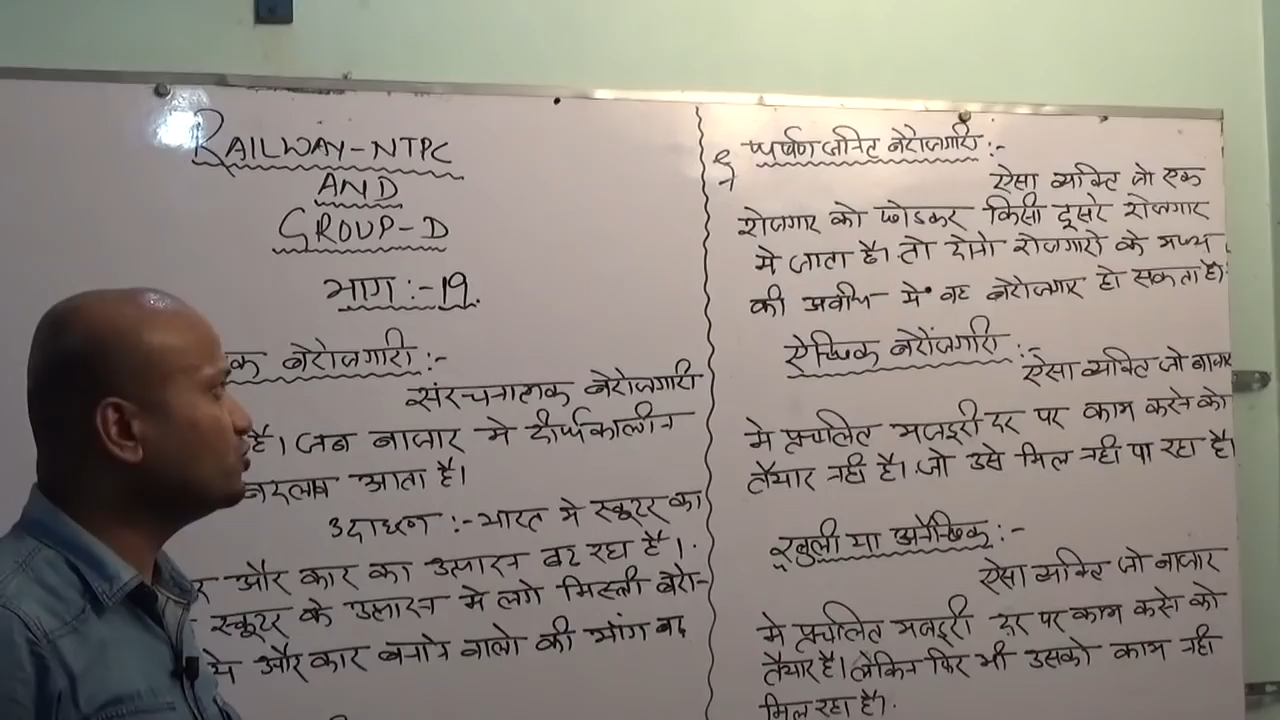 RAILWAY-NTPC
AND
GROUP-D
भाग :- 19.
क बेरोजगारी :-
संरचनात्मक बेरोजगारी
है। जब बाजार मे दीर्घकालीन
बदलाव आता है।
उदाहरण :- भारत मे स्कूटर का
और कार का उत्पादन बढ रहा है।
स्कूटर के उत्पादन मे लगे मिस्त्री बेरो-
ये और कार बनाने वालो की मांग बढ
घर्षण जनित बेरोजगारी :-
ऐसा व्यक्ति जो एक
रोजगार को छोडकर किसी दूसरे रोजगार
मे जाता है। तो दोनो रोजगारो के मध्य
की अवधि मे वह बेरोजगार हो सकता है।
ऐच्छिक बेरोजगारी :-
ऐसा व्यक्ति जो बाजार
मे प्रचलित मजदूरी दर पर काम करने को
तैयार नही है। जो उसे मिल नही पा रहा है।
खुली या अनैच्छिक :-
ऐसा व्यक्ति जो बाजार
मे प्रचलित मजदूरी दर पर काम करने को
तैयार है। लेकिन फिर भी उसको काम नही
मिल रहा है।